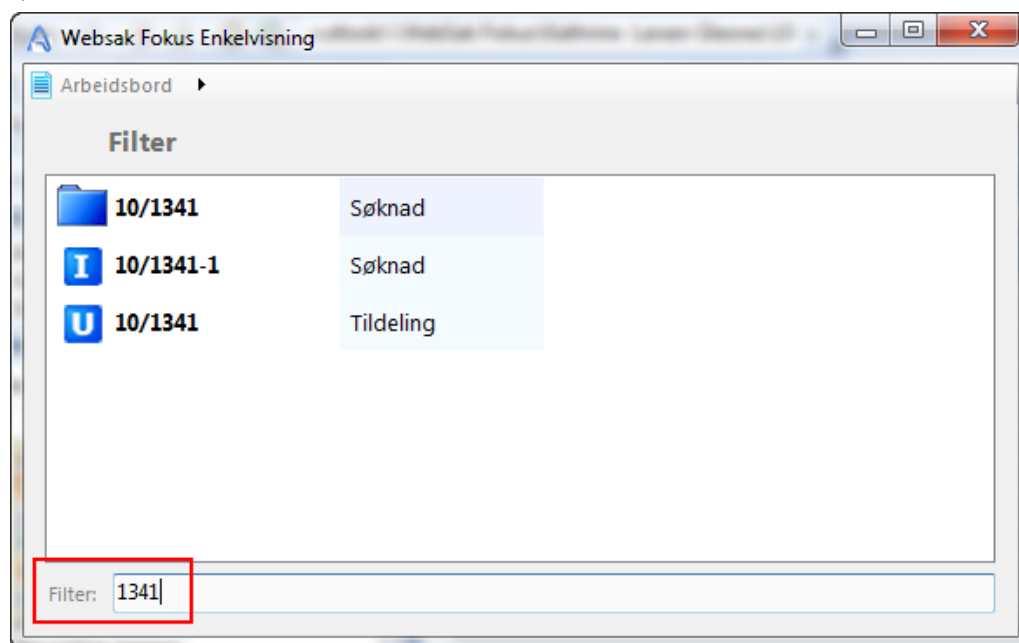 Websak Fokus Enkelvisning
Arbeidsbord
Filter
10/1341 Søknad
I 10/1341-1 Søknad
U 10/1341 Tildeling
Filter: 1341